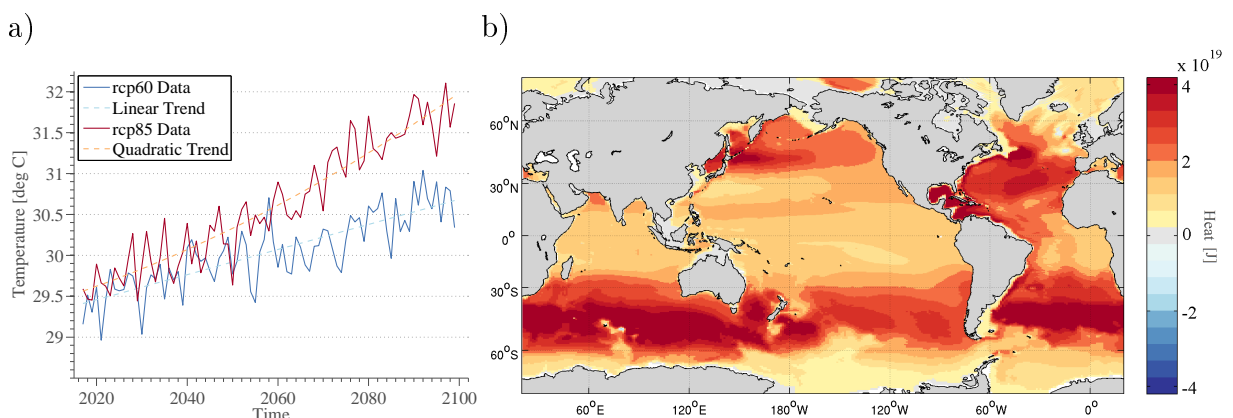 a)
b)
rcp60 Data
Linear Trend
rcp85 Data
Quadratic Trend
Temperature [deg C]
32
31.5
31
30.5
30
29.5
29
2020
2040
2060
2080
2100
Time
60°N
30°N
0°
30°S
60°S
60°E
120°E
180°W
120°W
60°W
0°
x 10^19
4
2
0
-2
-4
Heat [J]